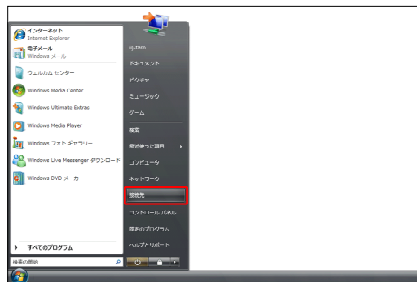 インターネット
Internet Explorer
電子メール
Windows メール
ウェルカム センター
Windows Media Center
Windows Ultimate Extras
Windows Media Player
Windows フォト ギャラリー
Windows Live Messenger ダウンロード
Windows DVD メーカー
すべてのプログラム
検索の開始
ドキュメント
ピクチャ
ミュージック
ゲーム
検索
最近使った項目
コンピュータ
ネットワーク
接続先
コントロール パネル
既定のプログラム
ヘルプとサポート